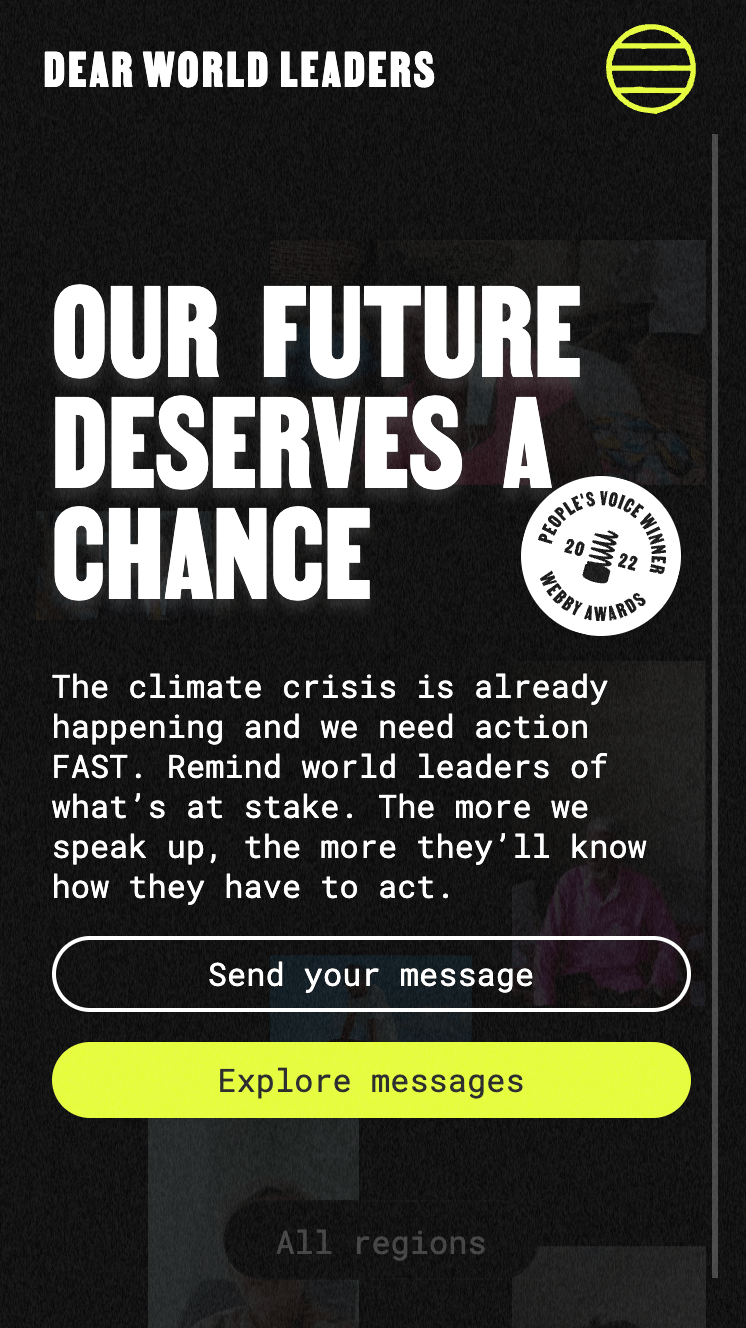 DEAR WORLD LEADERS
OUR FUTURE
DESERVES A
CHANCE
PEOPLE'S VOICE WINNER
20 22
WEBBY AWARDS
The climate crisis is already
happening and we need action
FAST. Remind world leaders of
what’s at stake. The more we
speak up, the more they’ll know
how they have to act.
Send your message
Explore messages
All regions